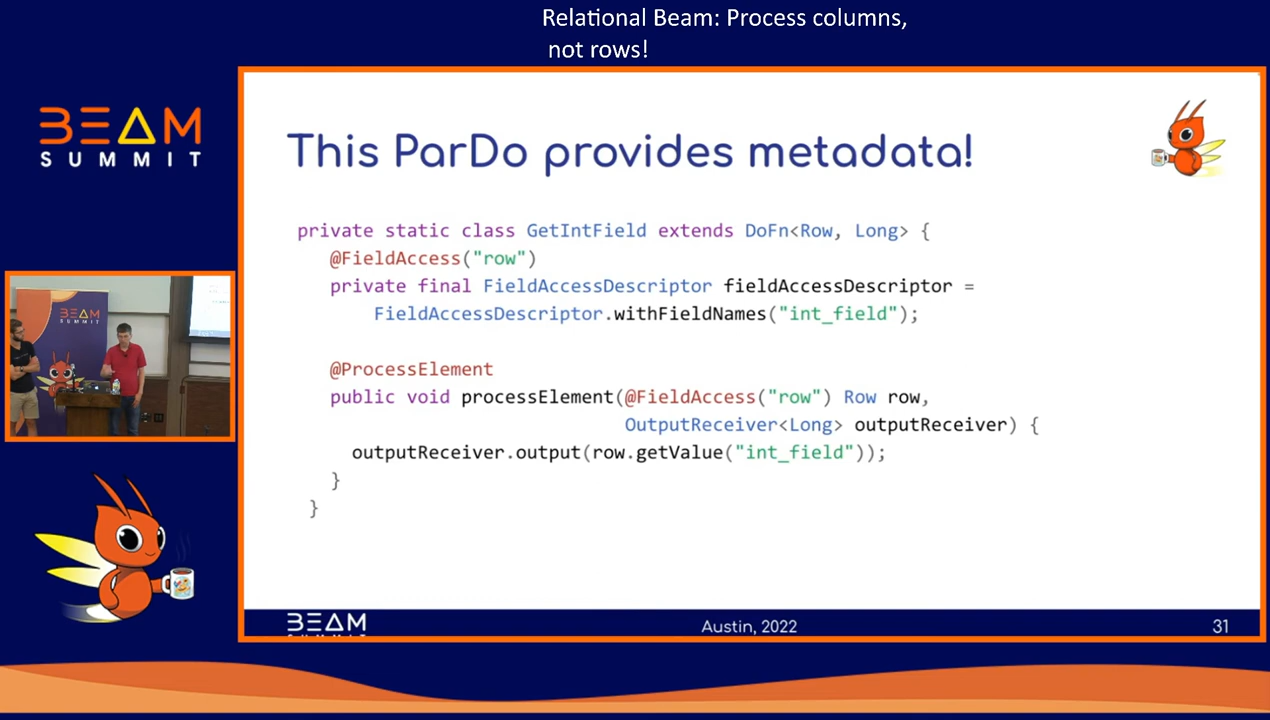 Relational Beam: Process columns,
not rows!
BEAM
SUMMIT
This ParDo provides metadata!
private static class GetIntField extends DoFn<Row, Long> {
@FieldAccess("row")
private final FieldAccessDescriptor fieldAccessDescriptor =
FieldAccessDescriptor.withFieldNames("int_field");
@ProcessElement
public void processElement(@FieldAccess("row") Row row,
OutputReceiver<Long> outputReceiver) {
outputReceiver.output(row.getValue("int_field"));
}
}
BEAM
SUMMIT
BEAM
Austin, 2022
31